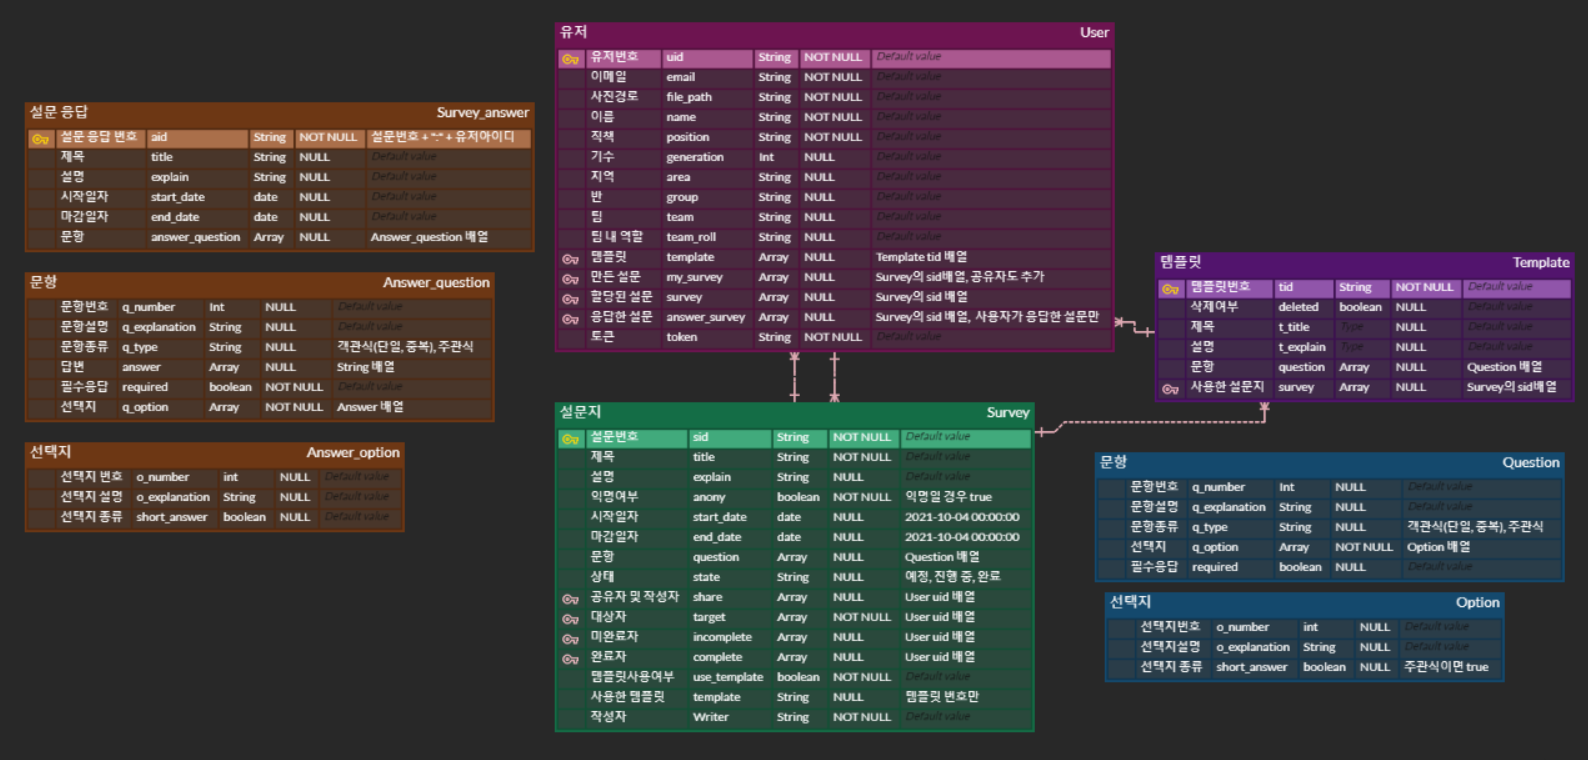 유저 User
유저번호 uid String NOT NULL Default value
이메일 email String NOT NULL Default value
사진경로 file_path String NOT NULL Default value
이름 name String NOT NULL Default value
직책 position String NOT NULL Default value
기수 generation Int NULL Default value
지역 area String NULL Default value
반 group String NULL Default value
팀 team String NULL Default value
팀 내 역할 team_roll String NULL Default value
템플릿 template Array NULL Template tid 배열
만든 설문 my_survey Array NULL Survey의 sid배열, 공유자도 추가
할당된 설문 survey Array NULL Survey의 sid 배열
응답한 설문 answer_survey Array NULL Survey의 sid 배열, 사용자가 응답한 설문만
토큰 token String NOT NULL Default value
설문 응답 Survey_answer
설문 응답 번호 aid String NOT NULL 설문번호 + ":" + 유저아이디
제목 title String NULL Default value
설명 explain String NULL Default value
시작일자 start_date date NULL Default value
마감일자 end_date date NULL Default value
문항 answer_question Array NULL Answer_question 배열
문항 Answer_question
문항번호 q_number Int NULL Default value
문항설명 q_explanation String NULL Default value
문항종류 q_type String NULL 객관식(단일, 중복), 주관식
답변 answer Array NULL String 배열
필수응답 required boolean NOT NULL Default value
선택지 q_option Array NOT NULL Answer 배열
선택지 Answer_option
선택지 번호 o_number int NULL Default value
선택지 설명 o_explanation String NULL Default value
선택지 종류 short_answer boolean NULL Default value
설문지 Survey
설문번호 sid String NOT NULL Default value
제목 title String NOT NULL Default value
설명 explain String NULL Default value
익명여부 anony boolean NOT NULL 익명일 경우 true
시작일자 start_date date NULL 2021-10-04 00:00:00
마감일자 end_date date NULL 2021-10-04 00:00:00
문항 question Array NULL Question 배열
상태 state String NULL 예정, 진행 중, 완료
공유자 및 작성자 share Array NULL User uid 배열
대상자 target Array NOT NULL User uid 배열
미완료자 incomplete Array NULL User uid 배열
완료자 complete Array NULL User uid 배열
템플릿사용여부 use_template boolean NOT NULL Default value
사용한 템플릿 template String NULL 템플릿 번호만
작성자 Writer String NOT NULL Default value
템플릿 Template
템플릿번호 tid String NOT NULL Default value
삭제여부 deleted boolean NULL Default value
제목 t_title Type NULL Default value
설명 t_explain Type NULL Default value
문항 question Array NULL Question 배열
사용한 설문지 survey Array NULL Survey의 sid배열
문항 Question
문항번호 q_number Int NULL Default value
문항설명 q_explanation String NULL Default value
문항종류 q_type String NULL 객관식(단일, 중복), 주관식
선택지 q_option Array NOT NULL Option 배열
필수응답 required boolean NULL Default value
선택지 Option
선택지번호 o_number int NULL Default value
선택지설명 o_explanation String NULL Default value
선택지 종류 short_answer boolean NULL 주관식이면 true